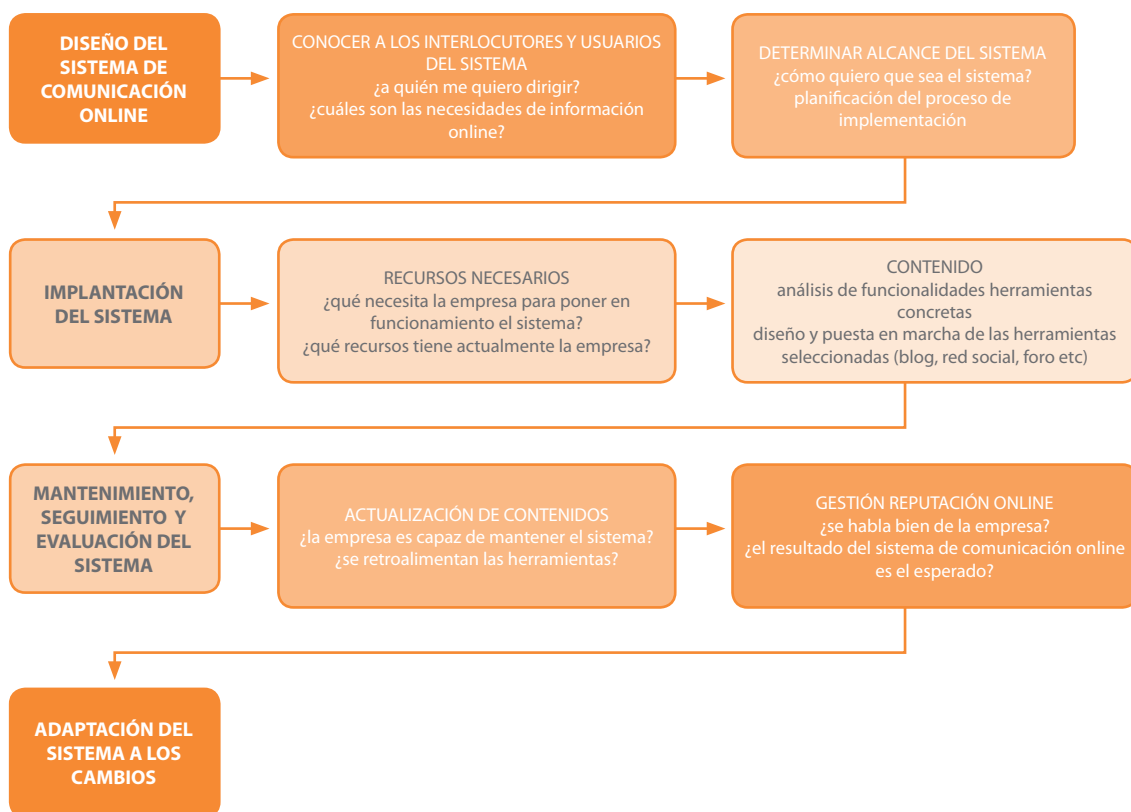 DISEÑO DEL
SISTEMA DE
COMUNICACIÓN
ONLINE
CONOCER A LOS INTERLOCUTORES Y USUARIOS
DEL SISTEMA
¿a quién me quiero dirigir?
¿cuáles son las necesidades de información
online?
DETERMINAR ALCANCE DEL SISTEMA
¿cómo quiero que sea el sistema?
planificación del proceso de
implementación
IMPLANTACIÓN
DEL SISTEMA
RECURSOS NECESARIOS
¿qué necesita la empresa para poner en
funcionamiento el sistema?
¿qué recursos tiene actualmente la empresa?
CONTENIDO
análisis de funcionalidades herramientas
concretas
diseño y puesta en marcha de las herramientas
seleccionadas (blog, red social, foro etc)
MANTENIMIENTO,
SEGUIMIENTO Y
EVALUACIÓN DEL
SISTEMA
ACTUALIZACIÓN DE CONTENIDOS
¿la empresa es capaz de mantener el sistema?
¿se retroalimentan las herramientas?
GESTIÓN REPUTACIÓN ONLINE
¿se habla bien de la empresa?
¿el resultado del sistema de comunicación online
es el esperado?
ADAPTACIÓN DEL
SISTEMA A LOS
CAMBIOS